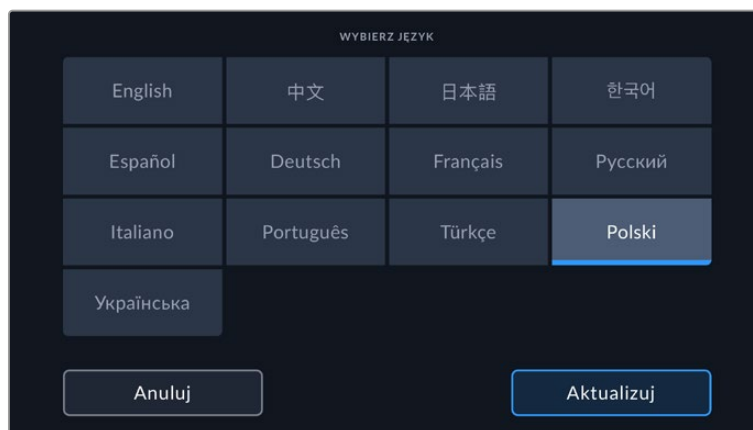 WYBIERZ JĘZYK
English 中文 日本語 한국어
Español Deutsch Français Русский
Italiano Português Türkçe Polski
Українська
Anuluj Aktualizuj